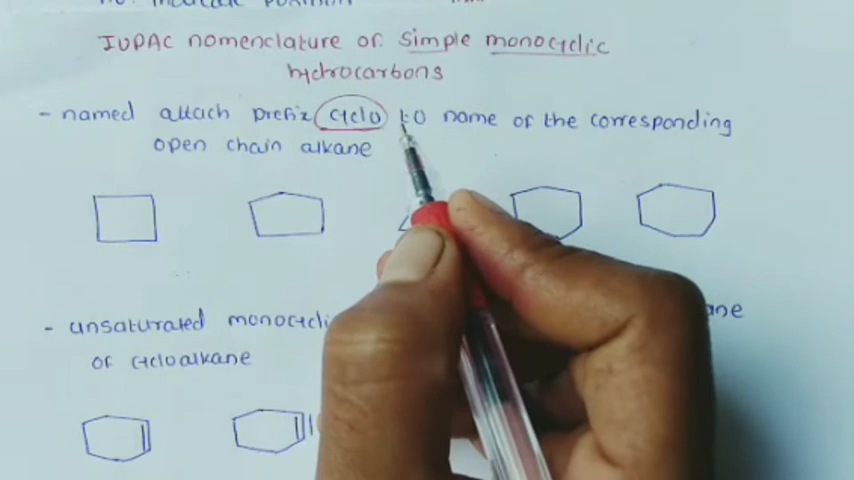 IUPAC nomenclature of simple monocyclic
hydrocarbons
- named attach prefix cyclo to name of the corresponding
open chain alkane
- unsaturated monocycli
of cycloalkane